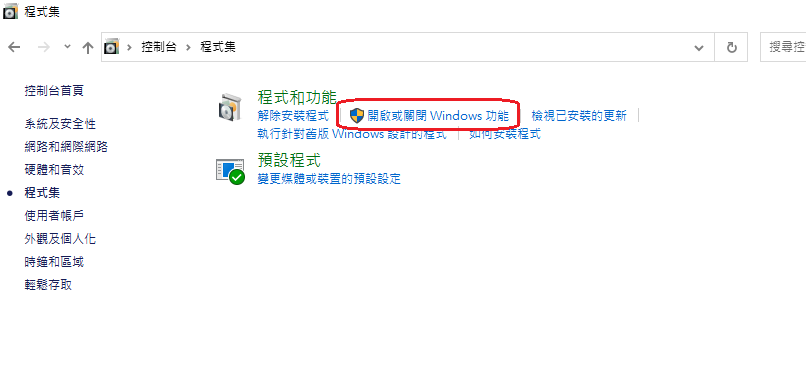 程式集
控制台 程式集
搜尋控
控制台首頁
系統及安全性
網路和網際網路
硬體和音效
程式集
使用者帳戶
外觀及個人化
時鐘和區域
輕鬆存取
程式和功能
解除安裝程式 開啟或關閉 Windows 功能 檢視已安裝的更新
執行針對舊版 Windows 設計的程式 如何安裝程式
預設程式
變更媒體或裝置的預設設定